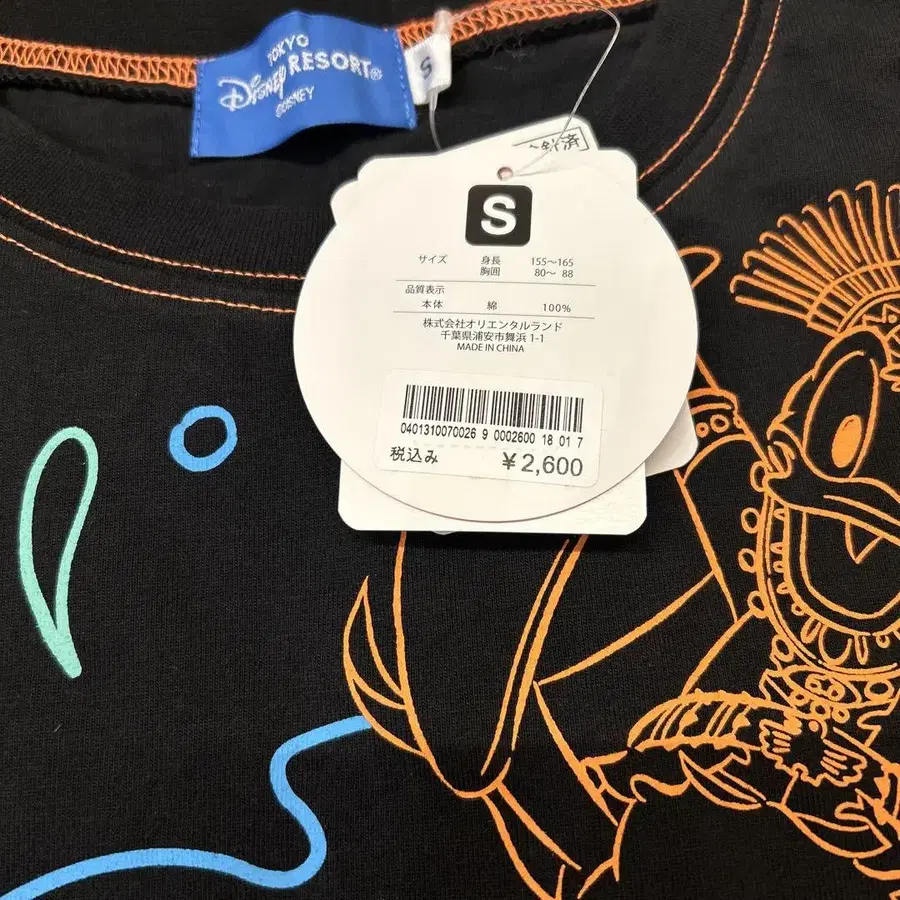 TOKYO
Disney RESORT®
©DISNEY
S
済
S
サイズ 身長 155～165
胸囲 80～ 88
品質表示
本体 綿 100%
株式会社オリエンタルランド
千葉県浦安市舞浜 1-1
MADE IN CHINA
0401310070026 9 0002600 18 01 7
税込み ￥2,600